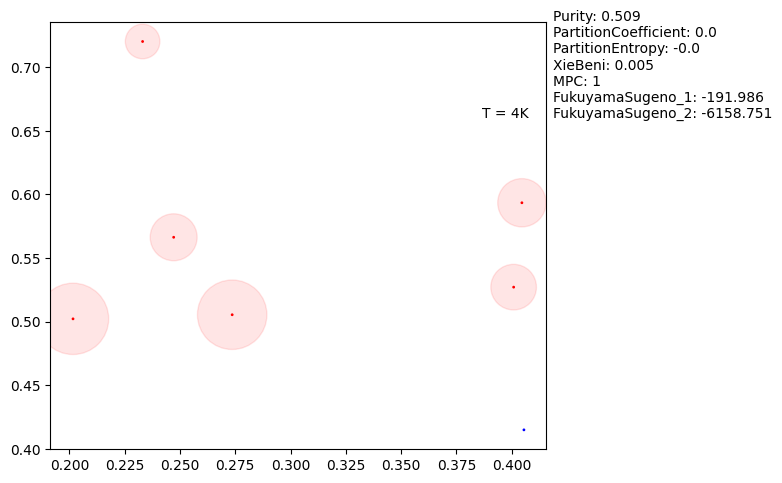 Purity: 0.509
PartitionCoefficient: 0.0
PartitionEntropy: -0.0
XieBeni: 0.005
MPC: 1
FukuyamaSugeno_1: -191.986
FukuyamaSugeno_2: -6158.751
T = 4K
0.70
0.65
0.60
0.55
0.50
0.45
0.40
0.200 0.225 0.250 0.275 0.300 0.325 0.350 0.375 0.400